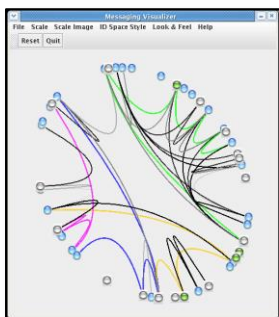 Messaging Visualizer
File Scale Scale Image ID Space Style Look & Feel Help
Reset Quit